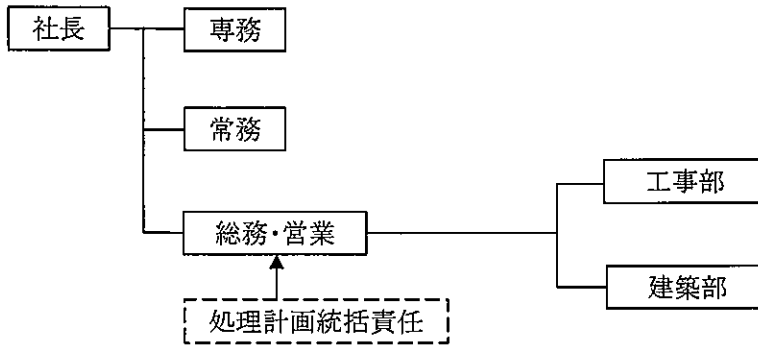 社長
専務
常務
工事部
総務・営業
建築部
処理計画統括責任